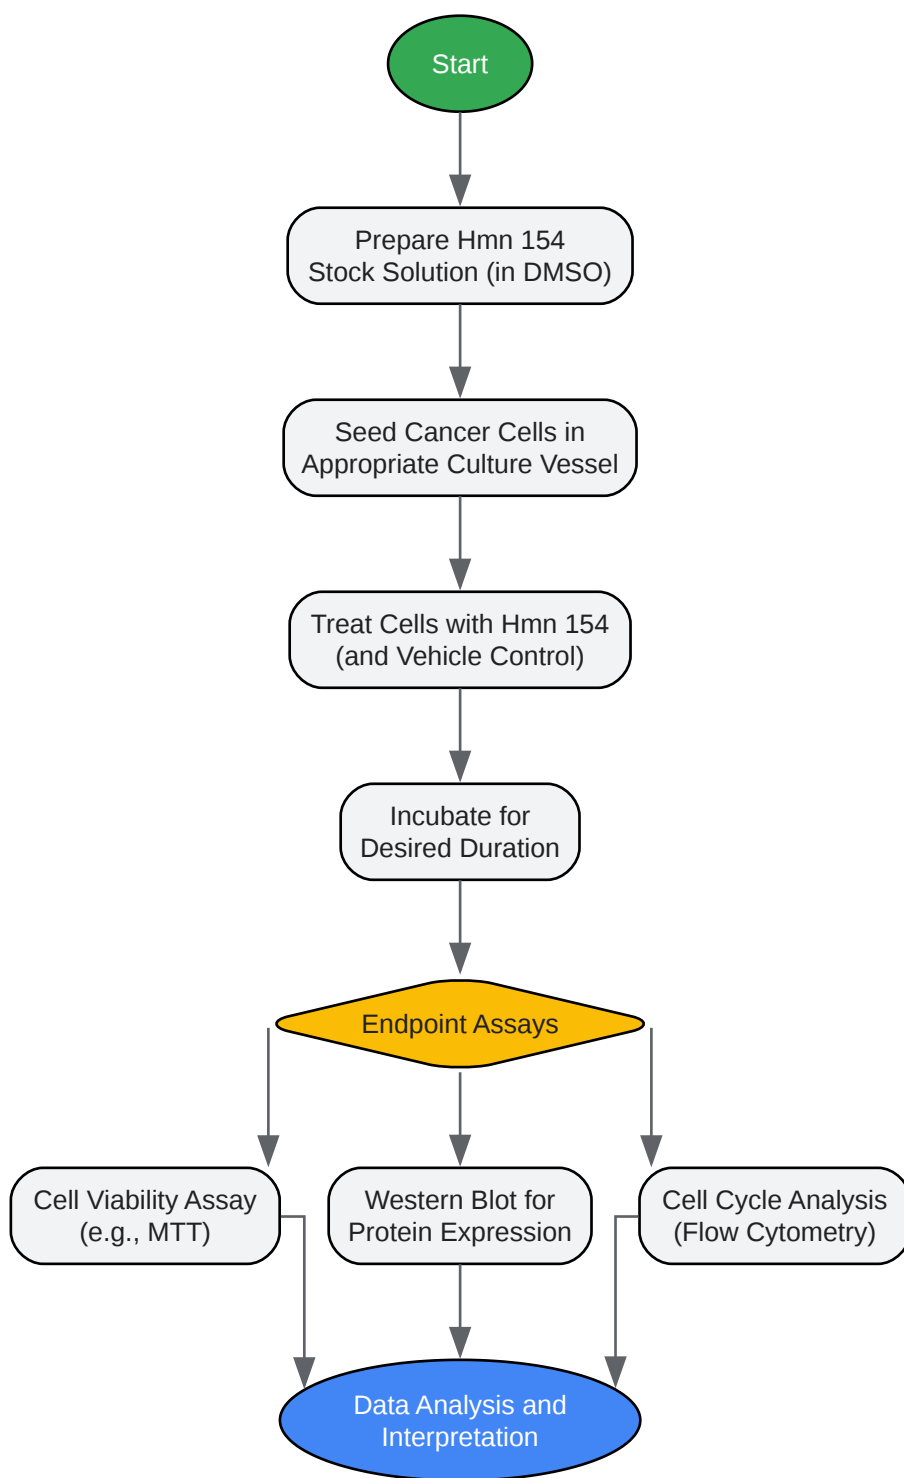 Start
Prepare Hmn 154
Stock Solution (in DMSO)
Seed Cancer Cells in
Appropriate Culture Vessel
Treat Cells with Hmn 154
(and Vehicle Control)
Incubate for
Desired Duration
Endpoint Assays
Cell Viability Assay
(e.g., MTT)
Western Blot for
Protein Expression
Cell Cycle Analysis
(Flow Cytometry)
Data Analysis and
Interpretation